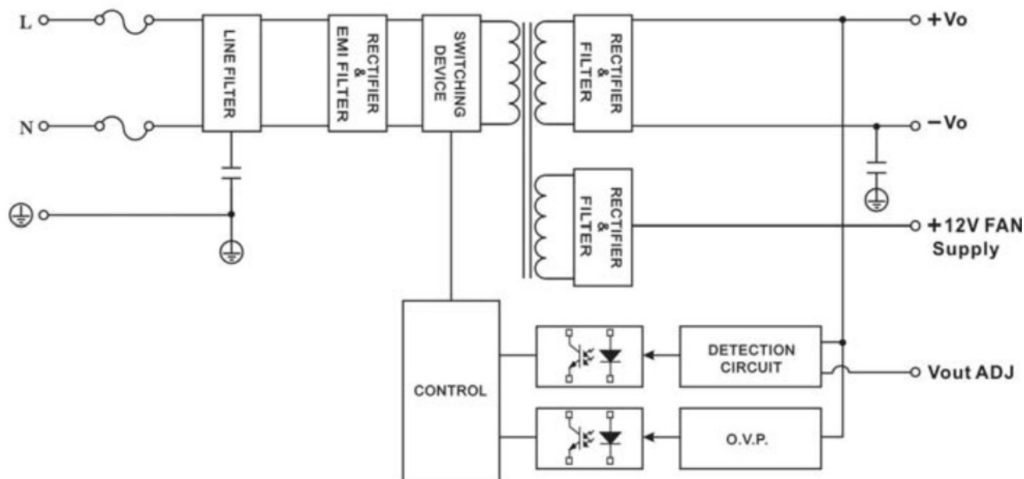 L
N
LINE FILTER
RECTIFIER
&
EMI FILTER
SWITCHING
DEVICE
RECTIFIER
&
FILTER
+Vo
−Vo
RECTIFIER
&
FILTER
+12V FAN
Supply
CONTROL
DETECTION
CIRCUIT
Vout ADJ
O.V.P.